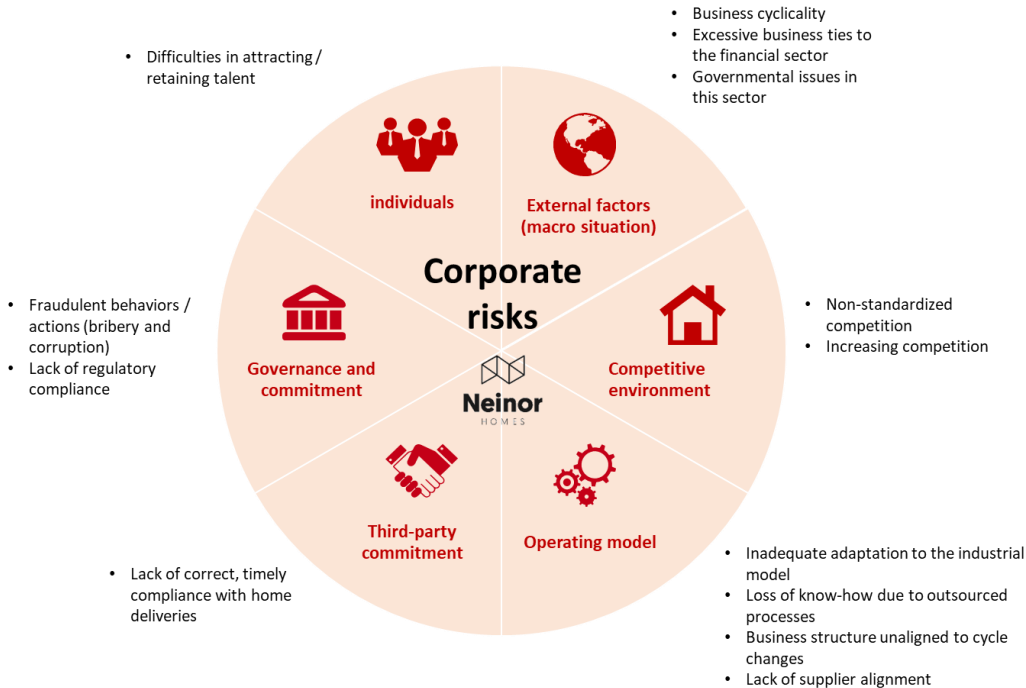 • Difficulties in attracting /
retaining talent
• Business cyclicality
• Excessive business ties to
the financial sector
• Governmental issues in
this sector
individuals
External factors
(macro situation)
Corporate
risks
• Fraudulent behaviors /
actions (bribery and
corruption)
• Lack of regulatory
compliance
Governance and
commitment
Competitive
environment
• Non-standardized
competition
• Increasing competition
Neinor
HOMES
Third-party
commitment
Operating model
• Lack of correct, timely
compliance with home
deliveries
• Inadequate adaptation to the industrial
model
• Loss of know-how due to outsourced
processes
• Business structure unaligned to cycle
changes
• Lack of supplier alignment